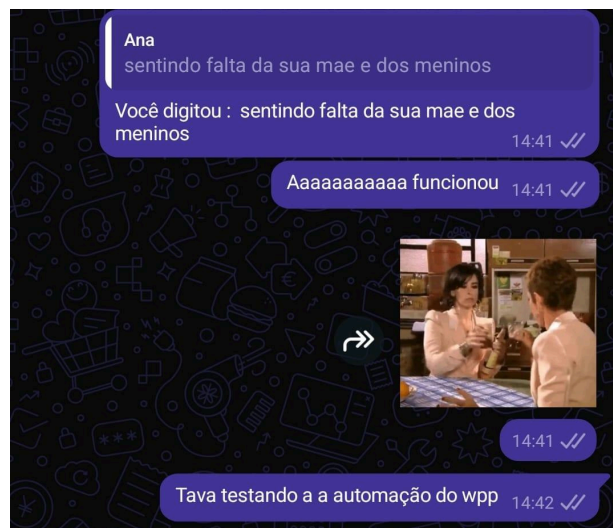 Ana
sentindo falta da sua mae e dos meninos
Você digitou :  sentindo falta da sua mae e dos
meninos
14:41
Aaaaaaaaaaa funcionou
14:41
14:41
Tava testando a a automação do wpp
14:42